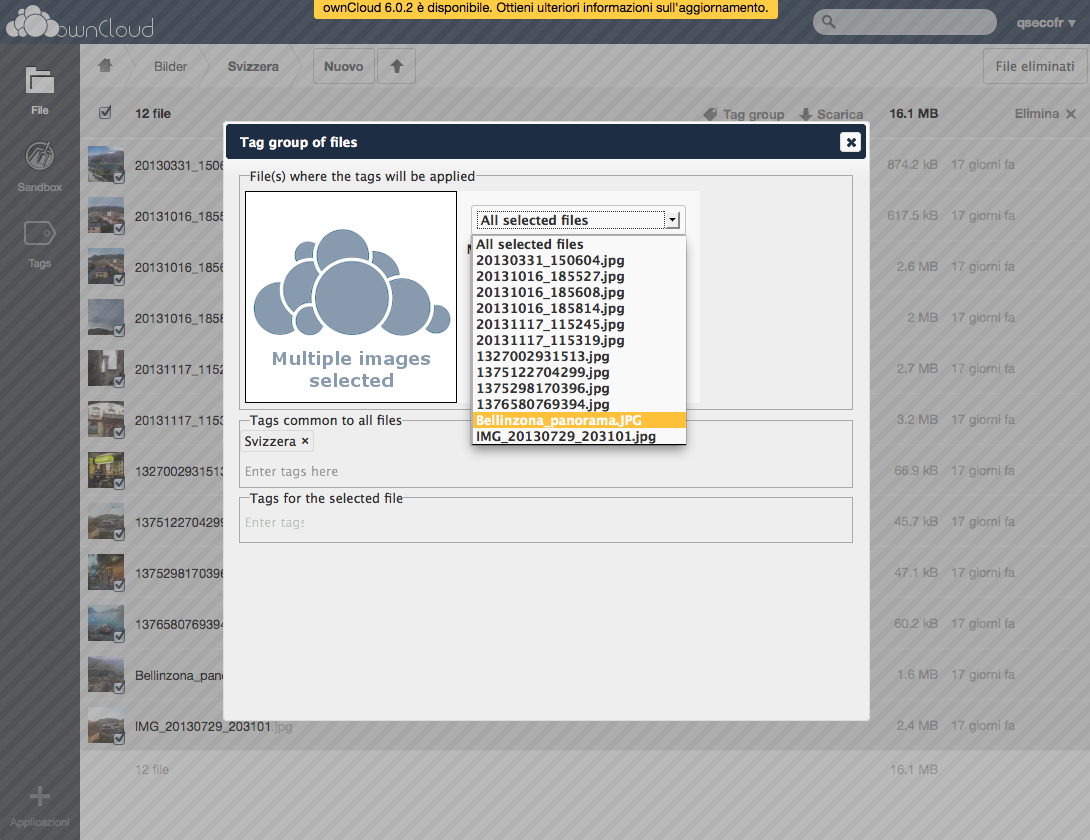 ownCloud 6.0.2 è disponibile. Ottieni ulteriori informazioni sull'aggiornamento.
ownCloud
qsecofr
Bilder
Svizzera
Nuovo
File eliminati
File
Sandbox
Tags
Applicazioni
12 file
Tag group
Scarica
16.1 MB
Elimina
Tag group of files
File(s) where the tags will be applied
Multiple images
selected
All selected files
All selected files
20130331_150604.jpg
20131016_185527.jpg
20131016_185608.jpg
20131016_185814.jpg
20131117_115245.jpg
20131117_115319.jpg
1327002931513.jpg
1375122704299.jpg
1375298170396.jpg
1376580769394.jpg
Bellinzona_panorama.JPG
IMG_20130729_203101.jpg
Tags common to all files
Svizzera ×
Enter tags here
Tags for the selected file
Enter tags
20130331_1506
874.2 kB 17 giorni fa
20131016_1855
617.5 kB 17 giorni fa
20131016_1856
2.6 MB 17 giorni fa
20131016_1858
2 MB 17 giorni fa
20131117_1152
2.7 MB 17 giorni fa
20131117_1153
3.2 MB 17 giorni fa
1327002931513
66.9 kB 17 giorni fa
1375122704299
45.7 kB 17 giorni fa
1375298170396
47.1 kB 17 giorni fa
1376580769394
60.2 kB 17 giorni fa
Bellinzona_pano
1.6 MB 17 giorni fa
IMG_20130729_203101.jpg
2.4 MB 17 giorni fa
12 file
16.1 MB